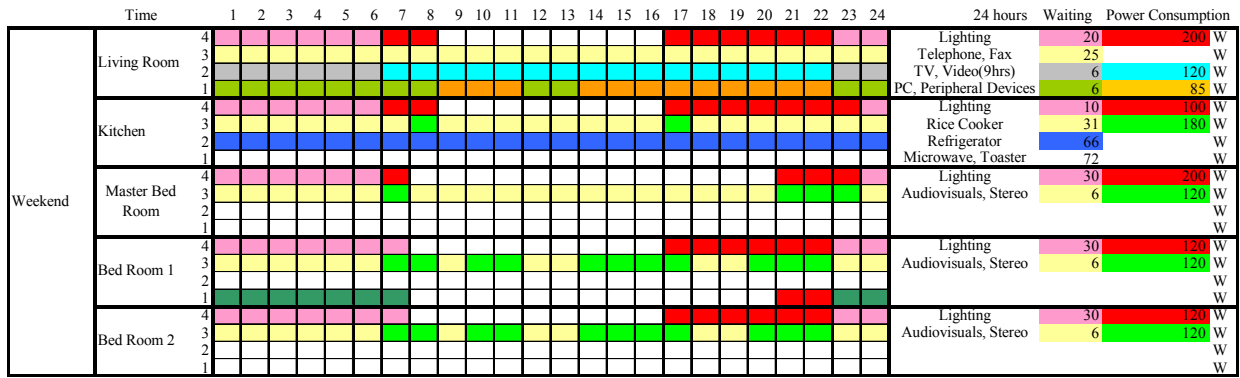 Time 1 2 3 4 5 6 7 8 9 10 11 12 13 14 15 16 17 18 19 20 21 22 23 24 24 hours Waiting Power Consumption
Weekend
Living Room
4 Lighting 20 200 W
3 Telephone, Fax 25 W
2 TV, Video(9hrs) 6 120 W
1 PC, Peripheral Devices 6 85 W
Kitchen
4 Lighting 10 100 W
3 Rice Cooker 31 180 W
2 Refrigerator 66 W
1 Microwave, Toaster 72 W
Master Bed
Room
4 Lighting 30 200 W
3 Audiovisuals, Stereo 6 120 W
2 W
1 W
Bed Room 1
4 Lighting 30 120 W
3 Audiovisuals, Stereo 6 120 W
2 W
1 W
Bed Room 2
4 Lighting 30 120 W
3 Audiovisuals, Stereo 6 120 W
2 W
1 W